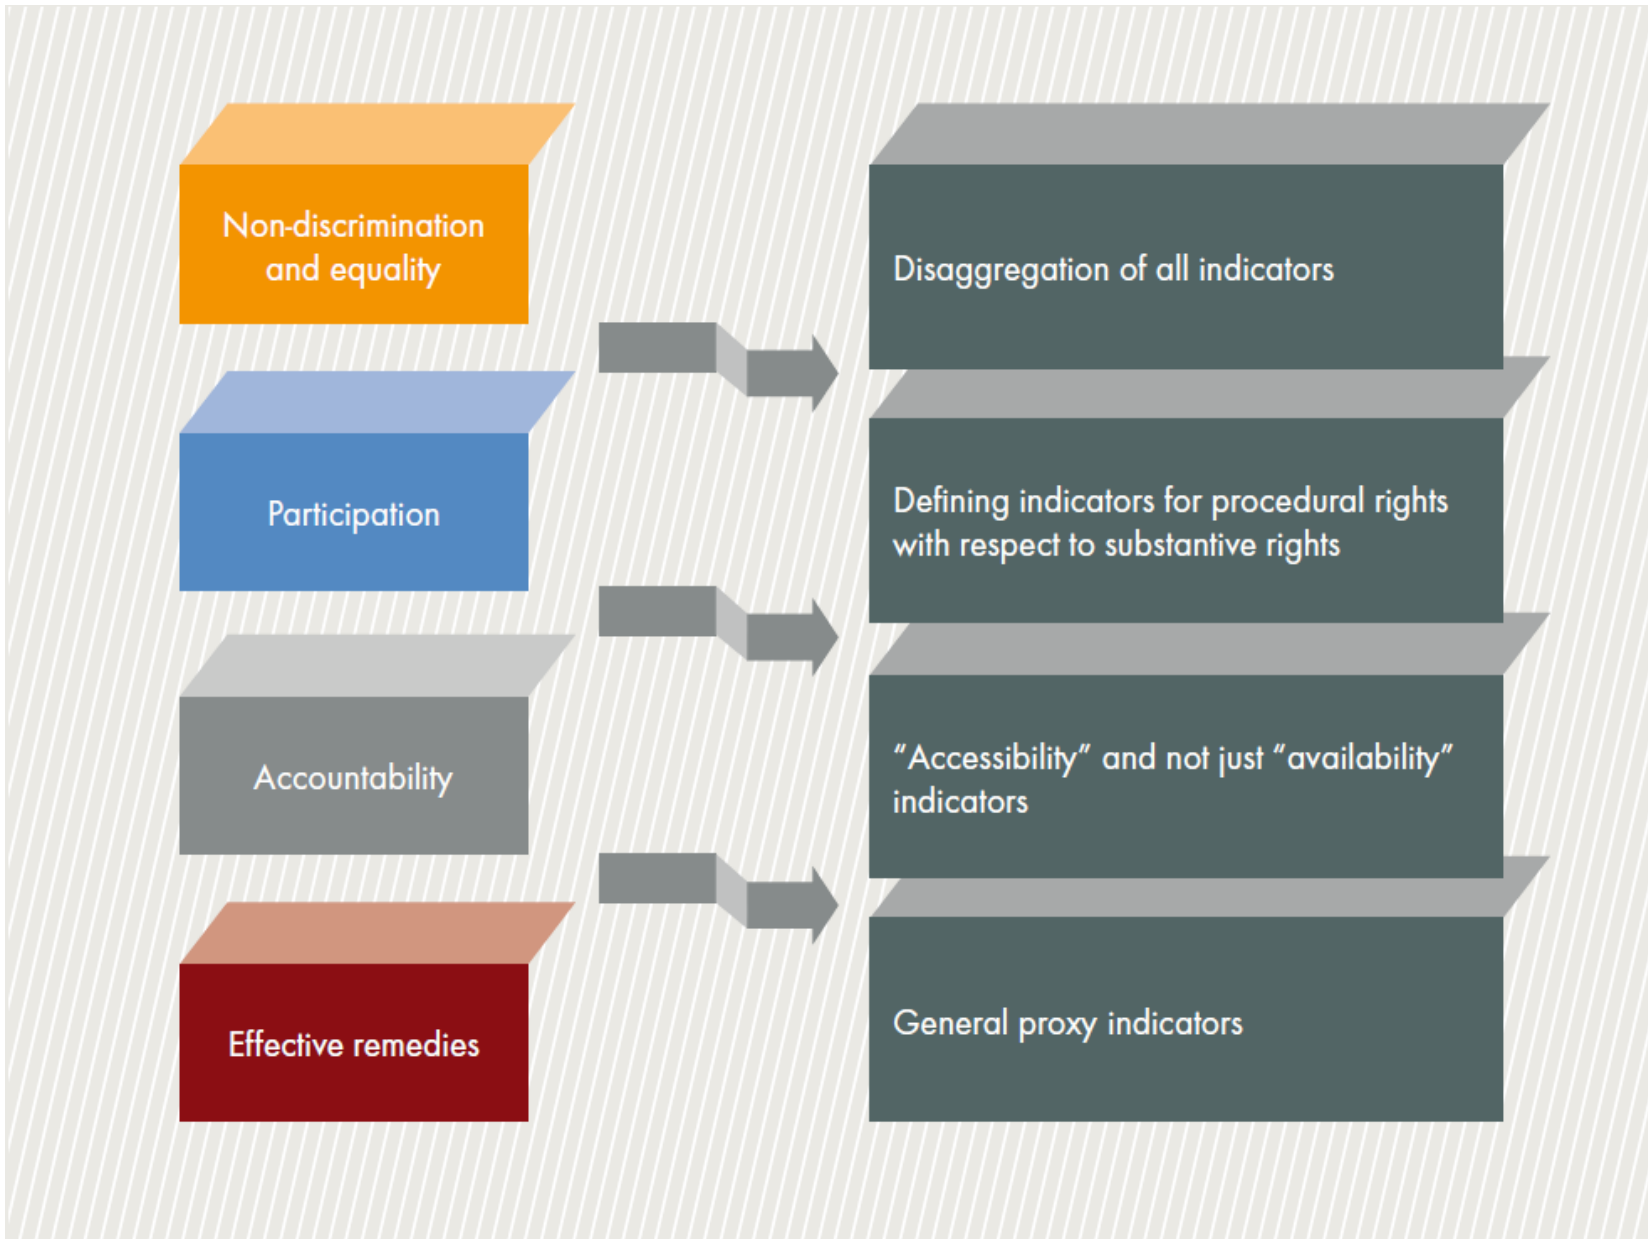 Non-discrimination
and equality
Participation
Accountability
Effective remedies
Disaggregation of all indicators
Defining indicators for procedural rights
with respect to substantive rights
“Accessibility” and not just “availability”
indicators
General proxy indicators